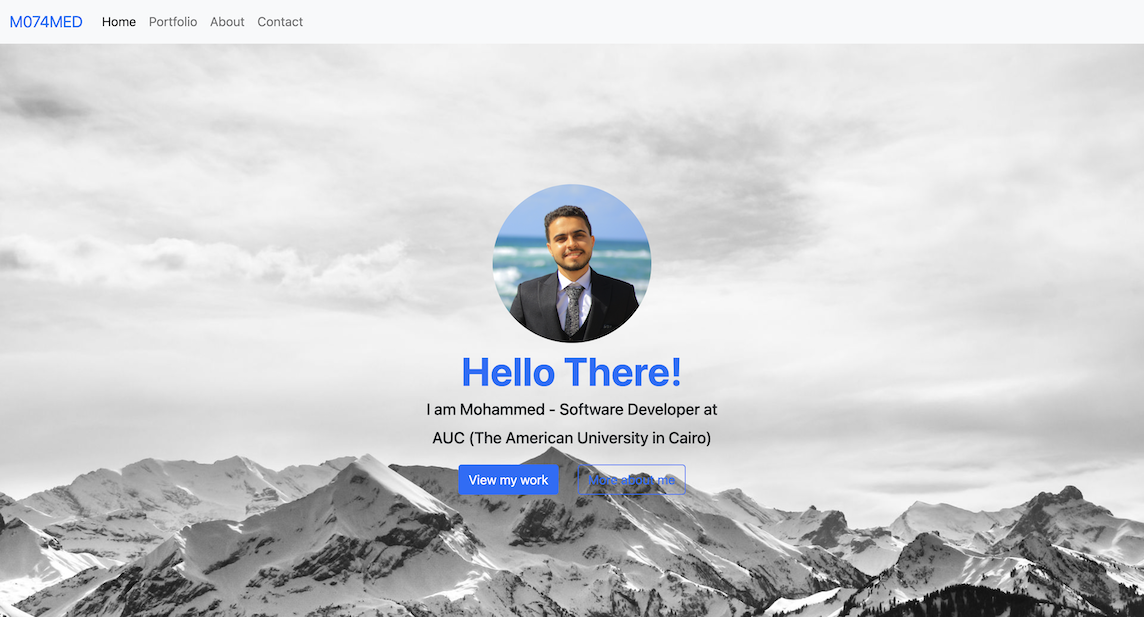 M074MED
Home Portfolio About Contact
Hello There!
I am Mohammed - Software Developer at
AUC (The American University in Cairo)
View my work
More about me